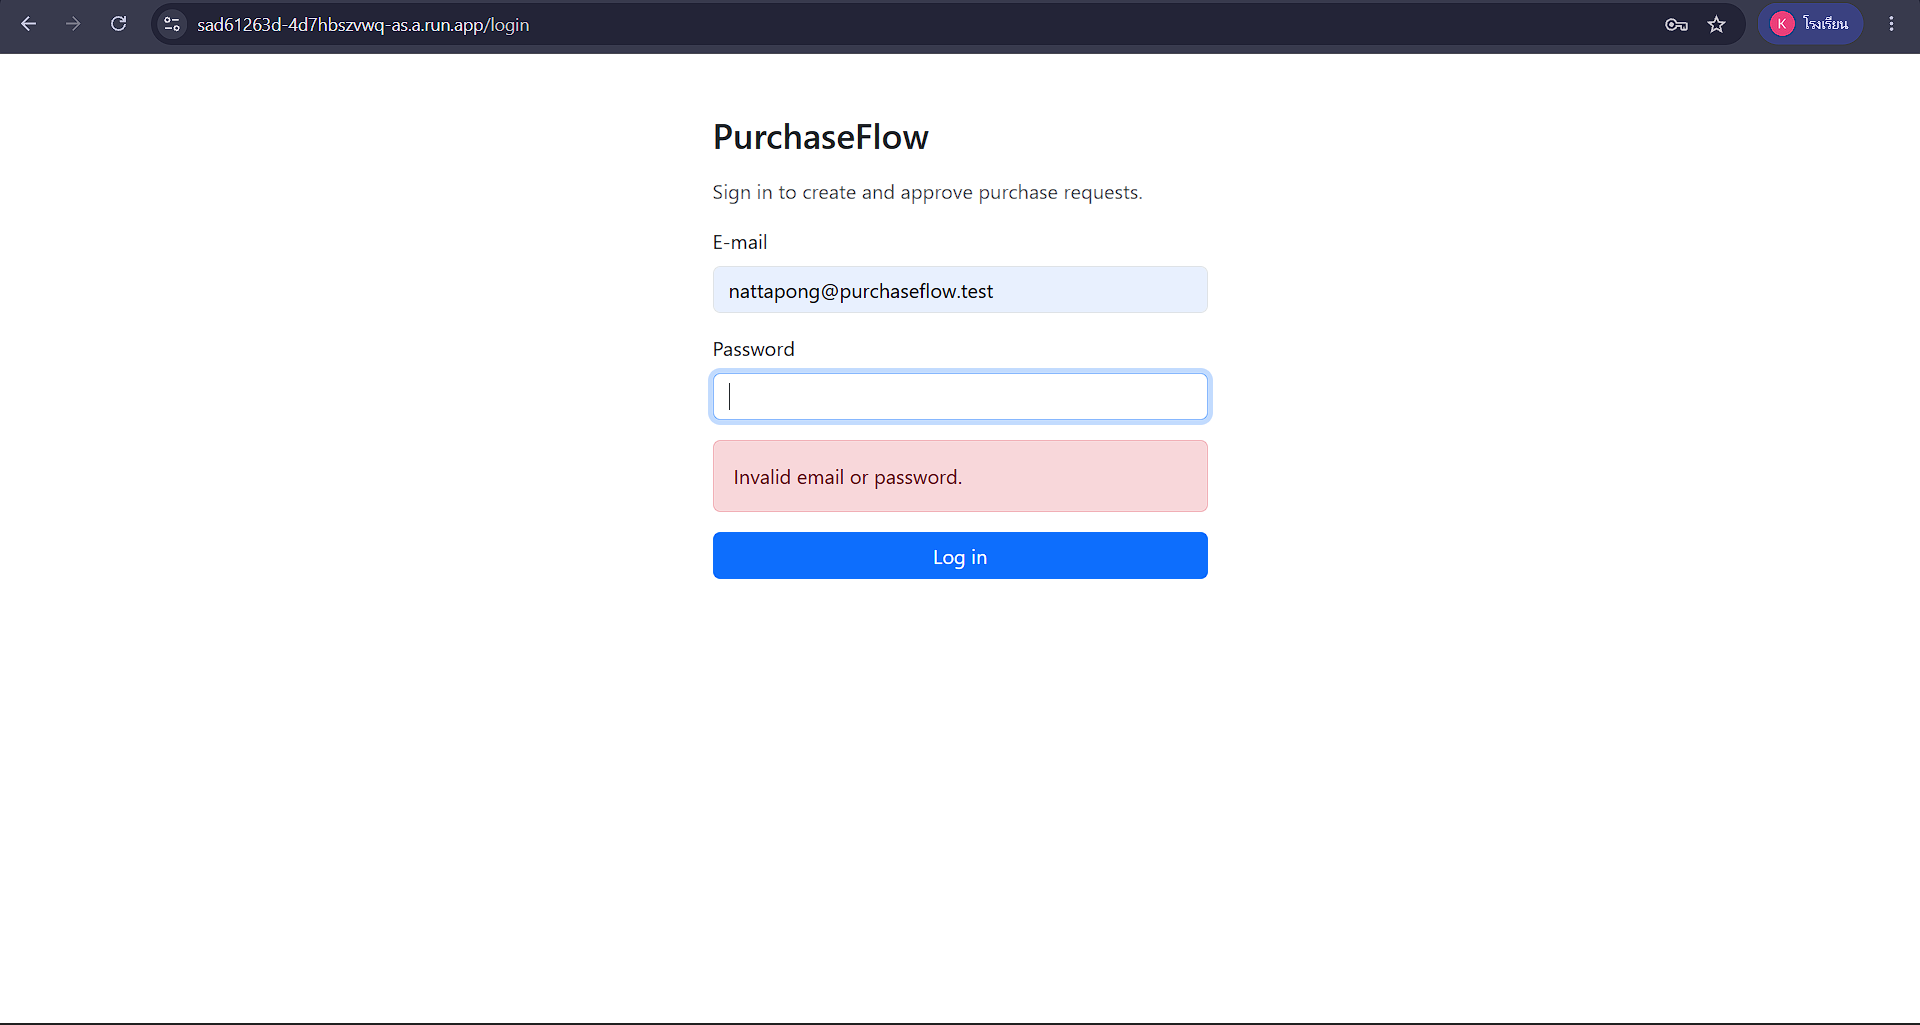 sad61263d-4d7hbszvwq-as.a.run.app/login
K โรงเรียน
PurchaseFlow
Sign in to create and approve purchase requests.
E-mail
nattapong@purchaseflow.test
Password
Invalid email or password.
Log in